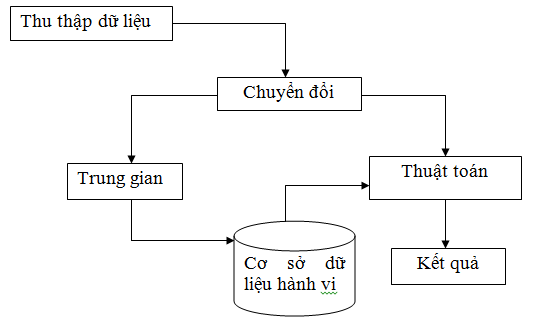 Thu thập dữ liệu
Chuyển đổi
Trung gian
Thuật toán
Cơ sở dữ
liệu hành vi
Kết quả